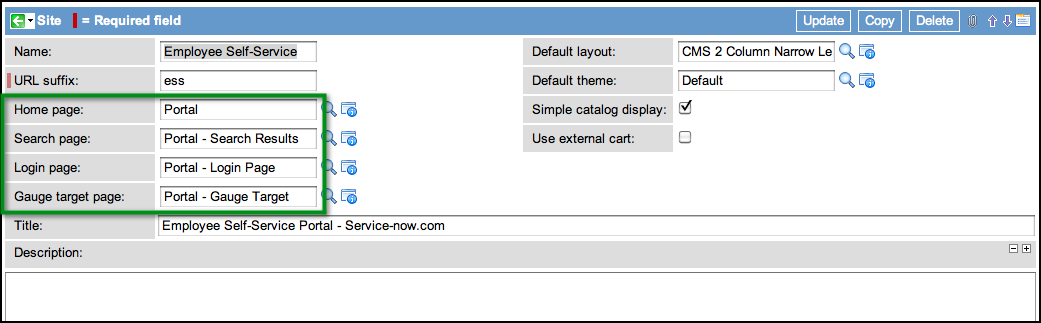 Site = Required field Update Copy Delete
Name: Employee Self-Service Default layout: CMS 2 Column Narrow Le
URL suffix: ess Default theme: Default
Home page: Portal Simple catalog display:
Search page: Portal - Search Results Use external cart:
Login page: Portal - Login Page
Gauge target page: Portal - Gauge Target
Title: Employee Self-Service Portal - Service-now.com
Description: